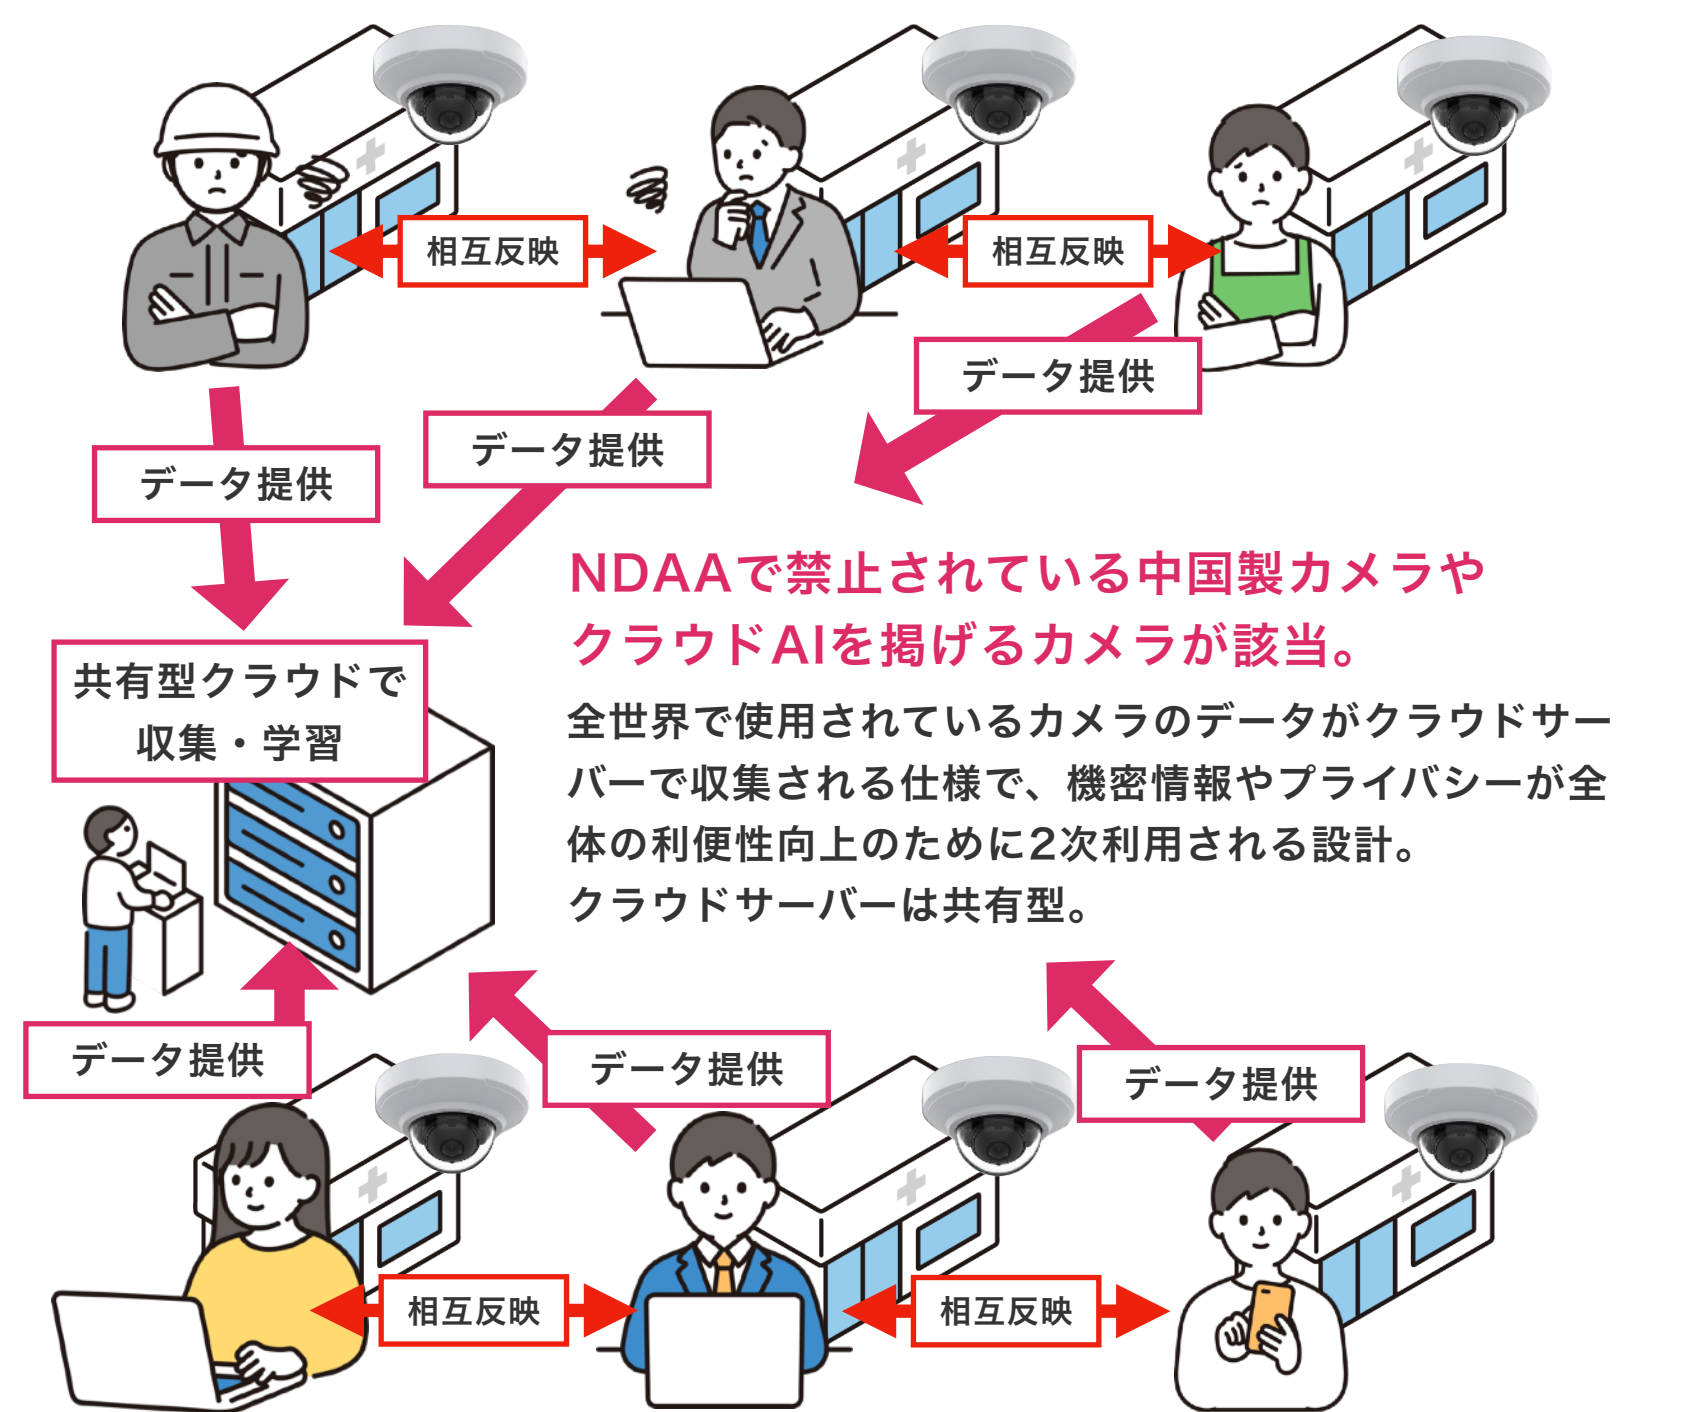 相互反映
相互反映
データ提供
データ提供
データ提供
NDAAで禁止されている中国製カメラや
クラウドAIを掲げるカメラが該当。
共有型クラウドで
収集・学習
全世界で使用されているカメラのデータがクラウドサー
バーで収集される仕様で、機密情報やプライバシーが全
体の利便性向上のために2次利用される設計。
クラウドサーバーは共有型。
データ提供
データ提供
データ提供
相互反映
相互反映